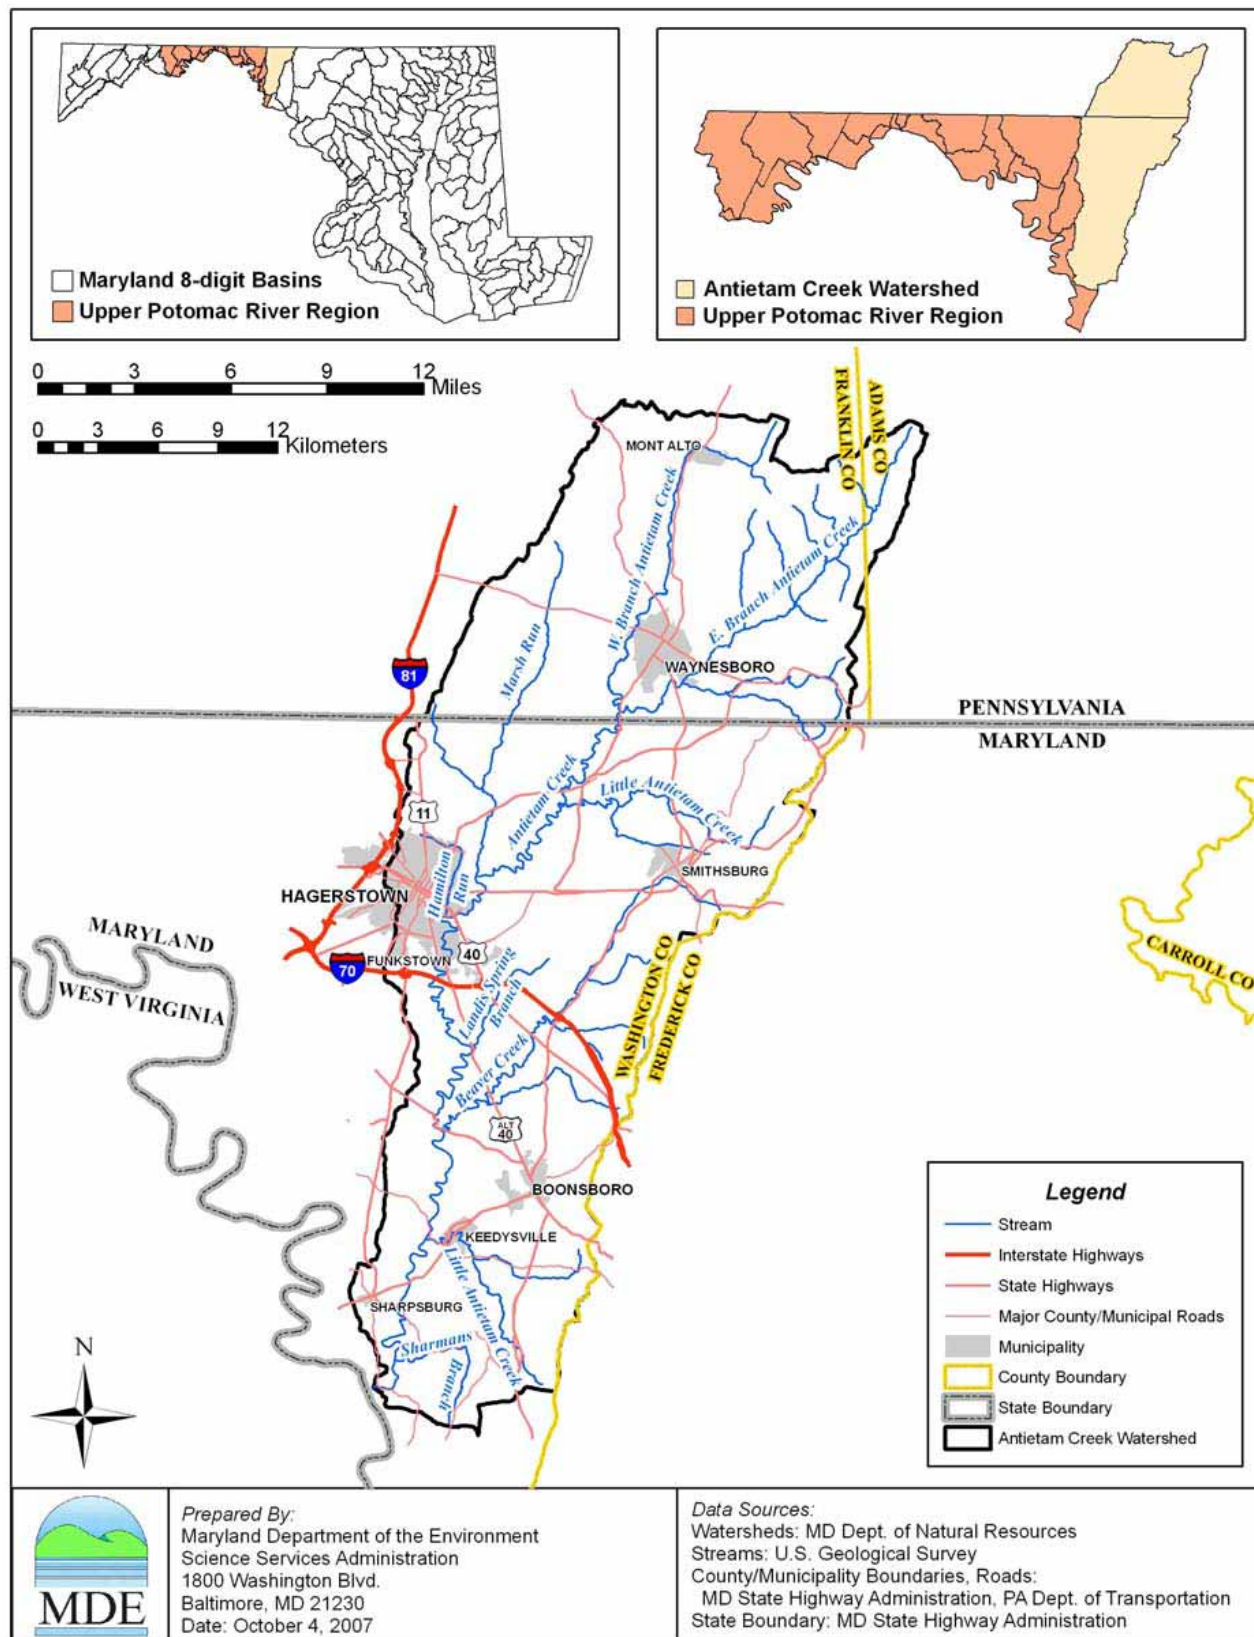 Maryland 8-digit Basins
Upper Potomac River Region
Antietam Creek Watershed
Upper Potomac River Region
0 3 6 9 12
Miles
0 3 6 9 12
Kilometers
FRANKLIN CO
ADAMS CO
MONT ALTO
W. Branch Antietam Creek
E. Branch Antietam Creek
Marsh Run
WAYNESBORO
81
PENNSYLVANIA
MARYLAND
Antietam Creek
Little Antietam Creek
11
SMITHSBURG
Hamilton
Run
HAGERSTOWN
MARYLAND
WEST VIRGINIA
CARROLL CO
FUNKSTOWN
40
70
Landis Spring
Branch
WASHINGTON CO
FREDERICK CO
Beaver Creek
ALT
40
BOONSBORO
KEEDYSVILLE
Little Antietam Creek
SHARPSBURG
Sharmans
Branch
N
Legend
Stream
Interstate Highways
State Highways
Major County/Municipal Roads
Municipality
County Boundary
State Boundary
Antietam Creek Watershed
MDE
Prepared By:
Maryland Department of the Environment
Science Services Administration
1800 Washington Blvd.
Baltimore, MD 21230
Date: October 4, 2007
Data Sources:
Watersheds: MD Dept. of Natural Resources
Streams: U.S. Geological Survey
County/Municipality Boundaries, Roads:
MD State Highway Administration, PA Dept. of Transportation
State Boundary: MD State Highway Administration